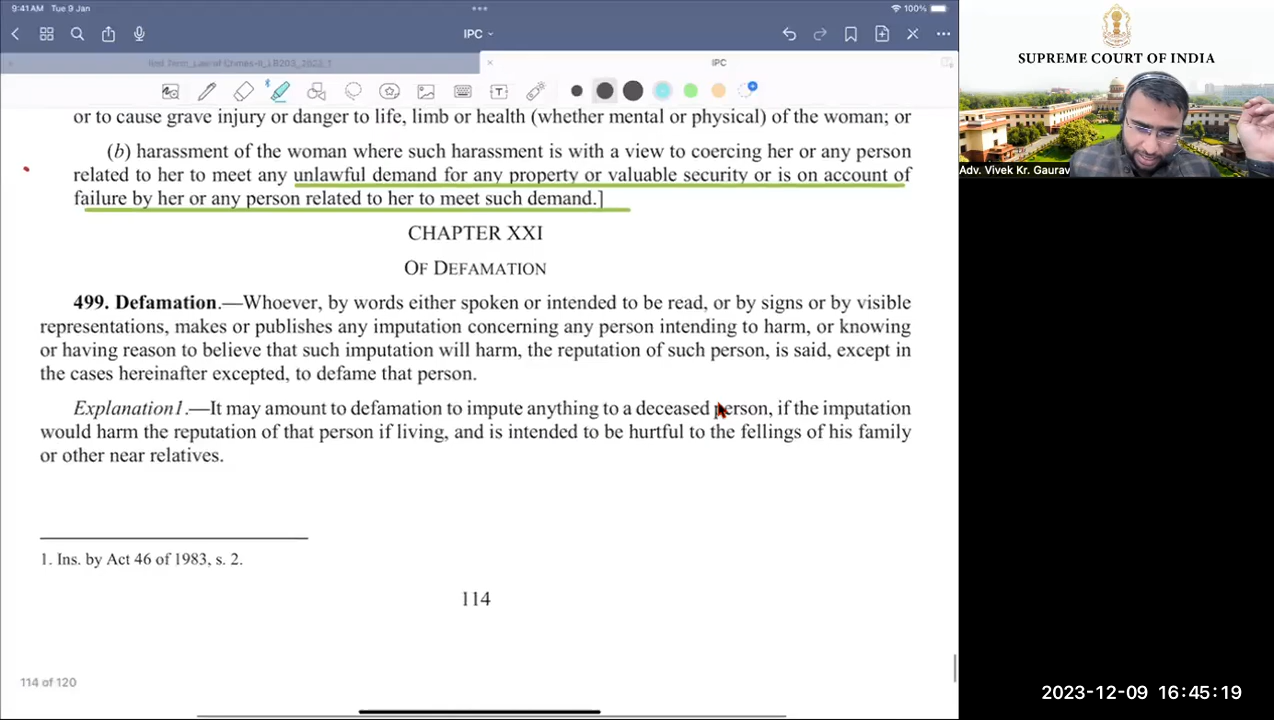 9:41 AM Tue 9 Jan
100%
IPC
IPC
or to cause grave injury or danger to life, limb or health (whether mental or physical) of the woman; or
(b) harassment of the woman where such harassment is with a view to coercing her or any person
related to her to meet any unlawful demand for any property or valuable security or is on account of
failure by her or any person related to her to meet such demand.]
CHAPTER XXI
OF DEFAMATION
499. Defamation.—Whoever, by words either spoken or intended to be read, or by signs or by visible
representations, makes or publishes any imputation concerning any person intending to harm, or knowing
or having reason to believe that such imputation will harm, the reputation of such person, is said, except in
the cases hereinafter excepted, to defame that person.
Explanation1.—It may amount to defamation to impute anything to a deceased person, if the imputation
would harm the reputation of that person if living, and is intended to be hurtful to the fellings of his family
or other near relatives.
1. Ins. by Act 46 of 1983, s. 2.
114
114 of 120
SUPREME COURT OF INDIA
Adv. Vivek Kr. Gaurav
2023-12-09 16:45:19